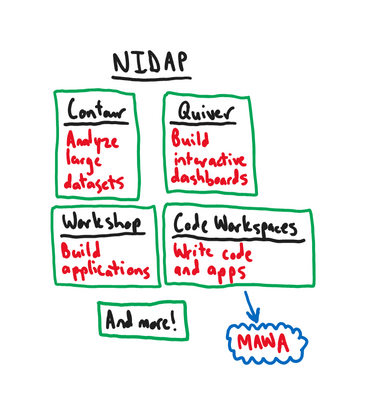 NIDAP
Contour
Analyze
large
datasets
Quiver
Build
interactive
dashboards
Workshop
Build
applications
Code Workspaces
Write code
and apps
And more!
MAWA